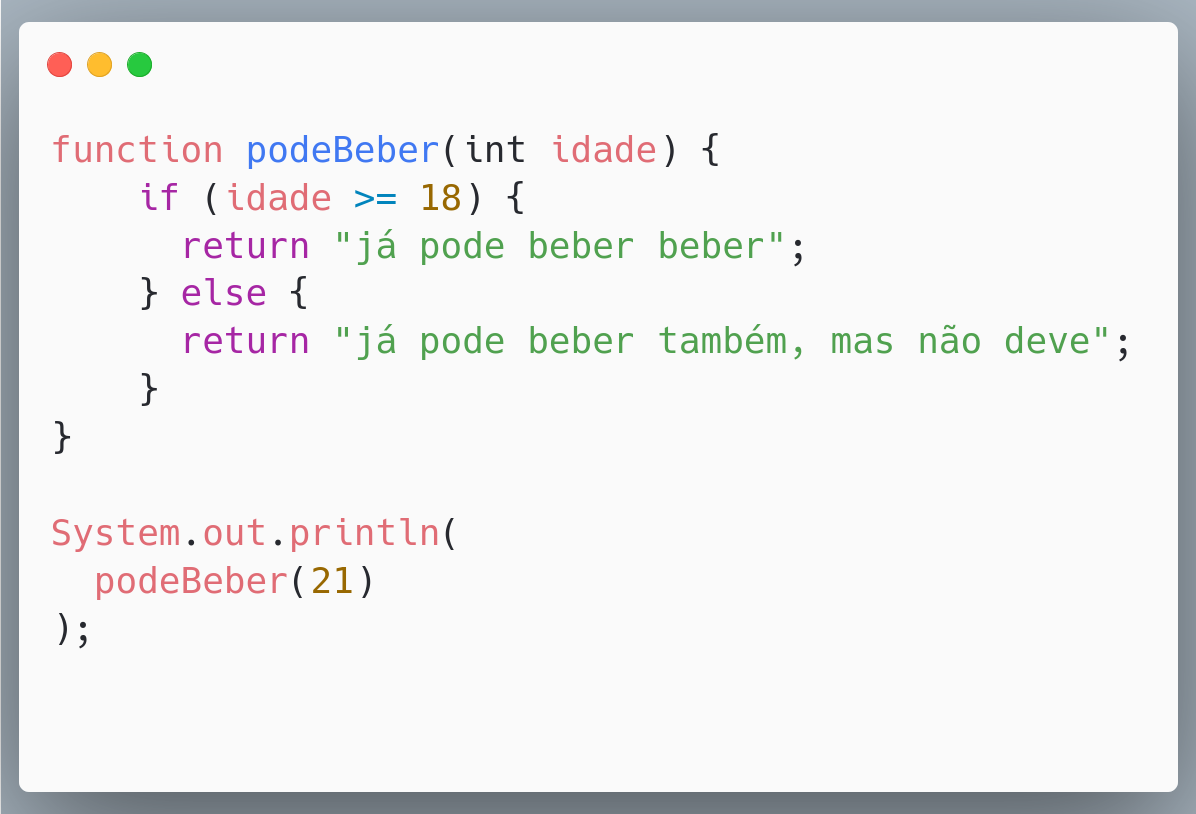 function podeBeber(int idade) {
    if (idade >= 18) {
      return "já pode beber beber";
    } else {
      return "já pode beber também, mas não deve";
    }
}

System.out.println(
  podeBeber(21)
);